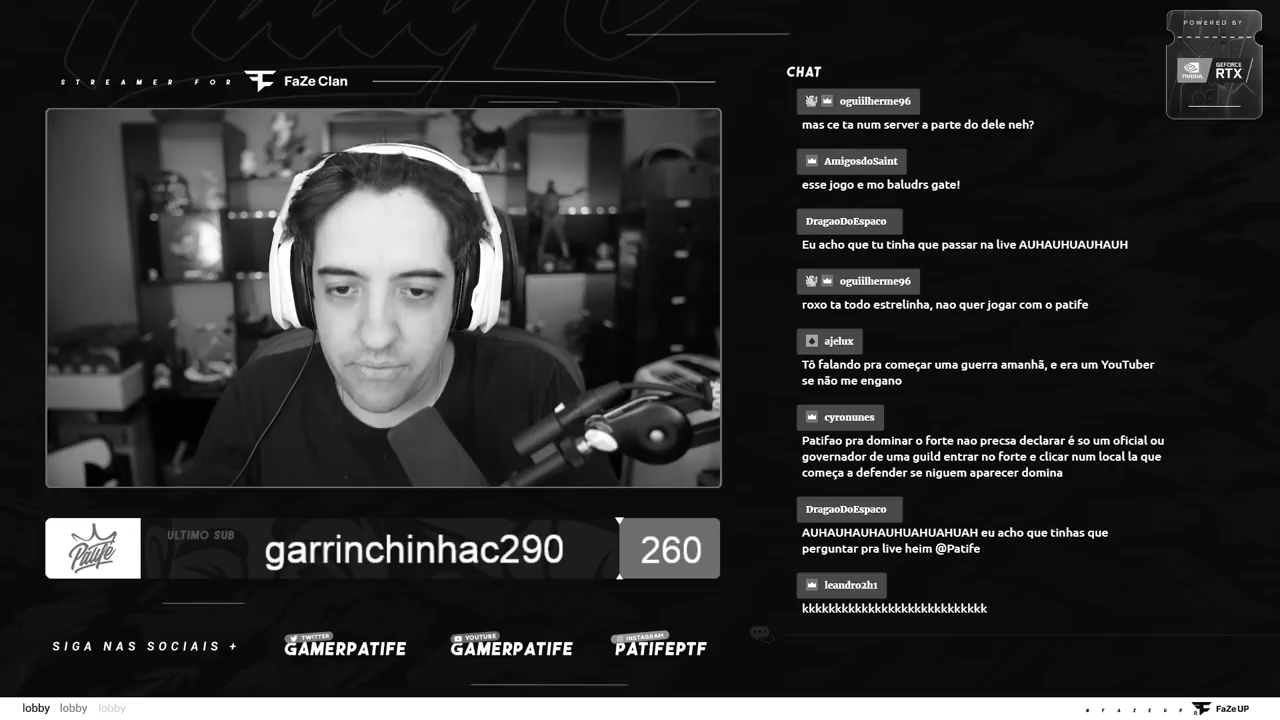 STREAMER FOR FaZe Clan
POWERED BY
NVIDIA GEFORCE RTX
CHAT
oguiilherme96
mas ce ta num server a parte do dele neh?
AmigosdoSaint
esse jogo e mo baludrs gate!
DragaoDoEspaco
Eu acho que tu tinha que passar na live AUHAUHUAUHAUH
oguiilherme96
roxo ta todo estrelinha, nao quer jogar com o patife
ajelux
Tô falando pra começar uma guerra amanhã, e era um YouTuber
se não me engano
cyronunes
Patifao pra dominar o forte nao precsa declarar é so um oficial ou
governador de uma guild entrar no forte e clicar num local la que
começa a defender se niguem aparecer domina
DragaoDoEspaco
AUHAUHAUHAUHUAHUAHUAH eu acho que tinhas que
perguntar pra live heim @Patife
leandro2h1
kkkkkkkkkkkkkkkkkkkkkkkkkkkk
Patife
ULTIMO SUB
garrinchinhac290
260
SIGA NAS SOCIAIS +
TWITTER
GAMERPATIFE
YOUTUBE
GAMERPATIFE
INSTAGRAM
PATIFEPTF
lobby lobby lobby
#FAZEUP FaZe UP